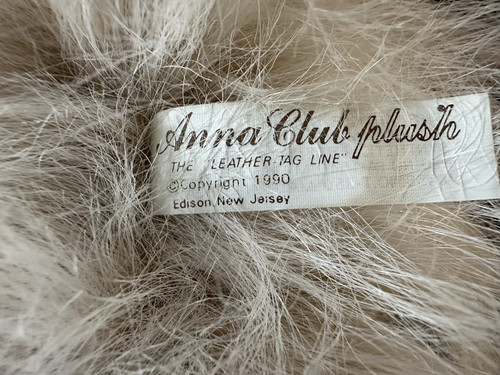 Anna Club plush
THE "LEATHER-TAG LINE"
©Copyright 1990
Edison, New Jersey